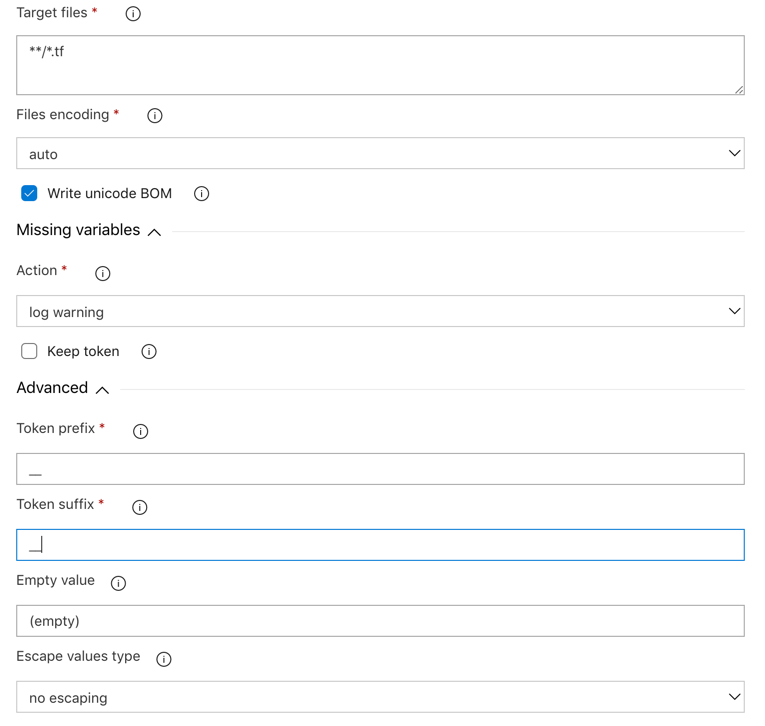 Target files *
**/*.tf
Files encoding *
auto
Write unicode BOM
Missing variables
Action *
log warning
Keep token
Advanced
Token prefix *
__
Token suffix *
__
Empty value
(empty)
Escape values type
no escaping